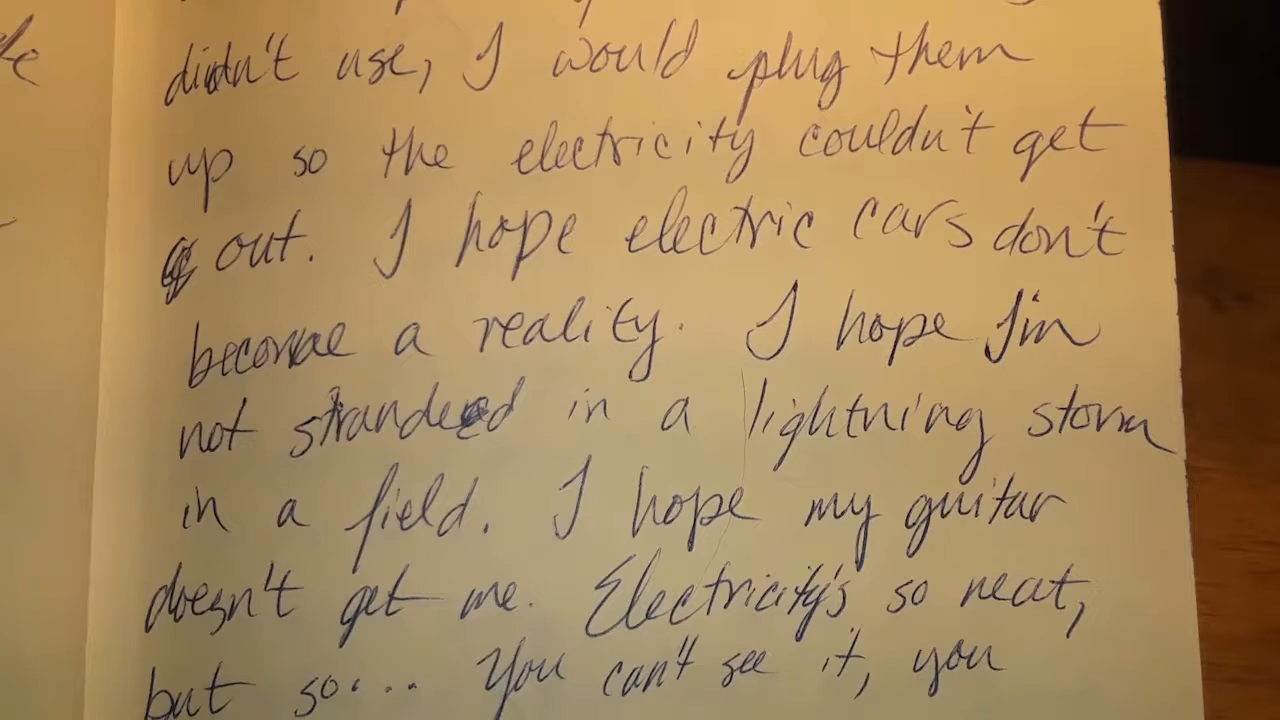 didn't use, I would plug them
up so the electricity couldn't get
out. I hope electric cars don't
become a reality. I hope I'm
not stranded in a lightning storm
in a field. I hope my guitar
doesn't get me. Electricity's so neat,
but so... You can't see it, you